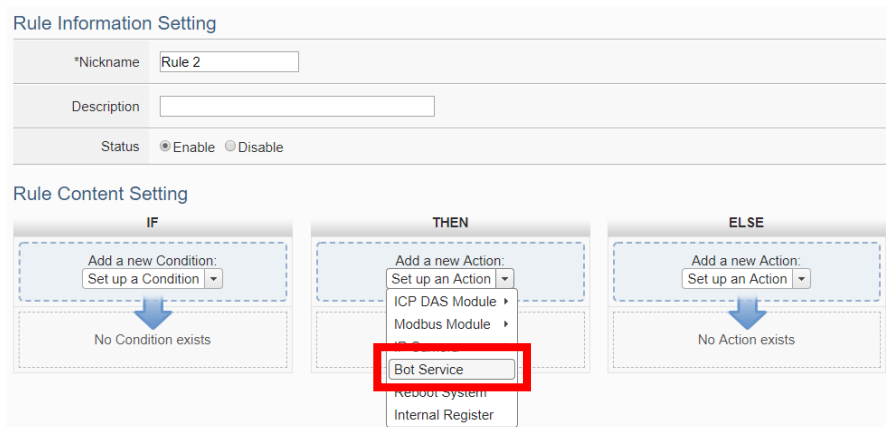 Rule Information Setting
*Nickname Rule 2
Description
Status Enable Disable
Rule Content Setting
IF THEN ELSE
Add a new Condition: Add a new Action: Add a new Action:
Set up a Condition Set up an Action Set up an Action
ICP DAS Module
Modbus Module
No Condition exists No Action exists
IP Camera
Bot Service
Reboot System
Internal Register